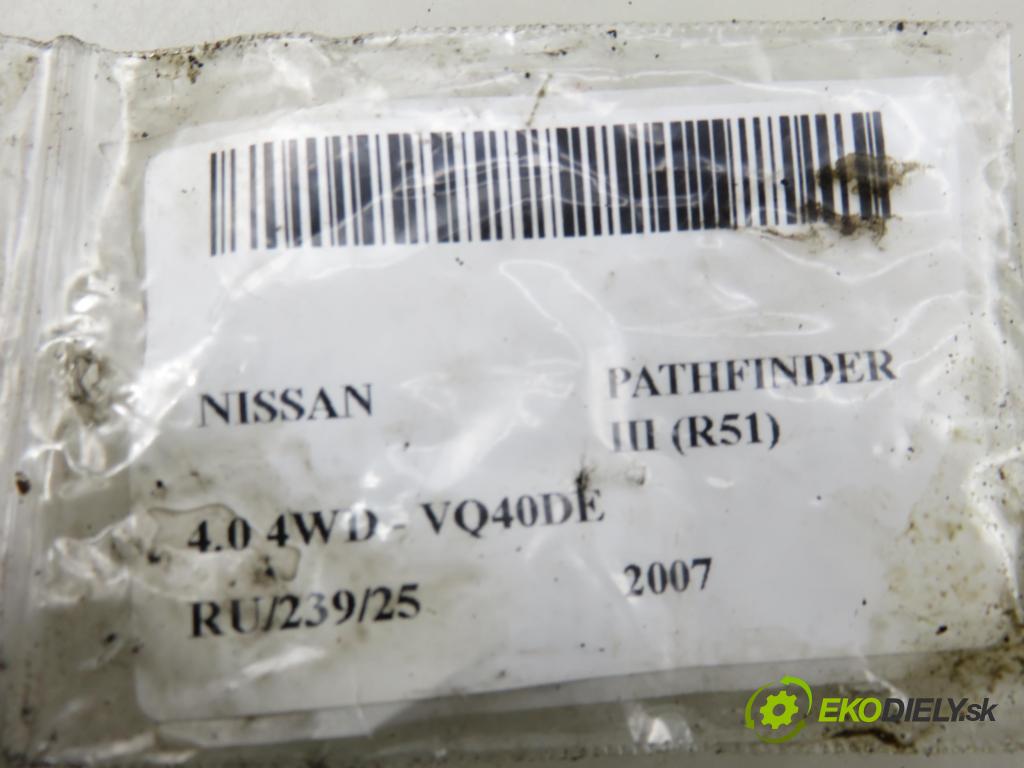 NISSAN PATHFINDER
III (R51)
4.0 4WD - VQ40DE
RU/239/25 2007
EKODIELY.sk